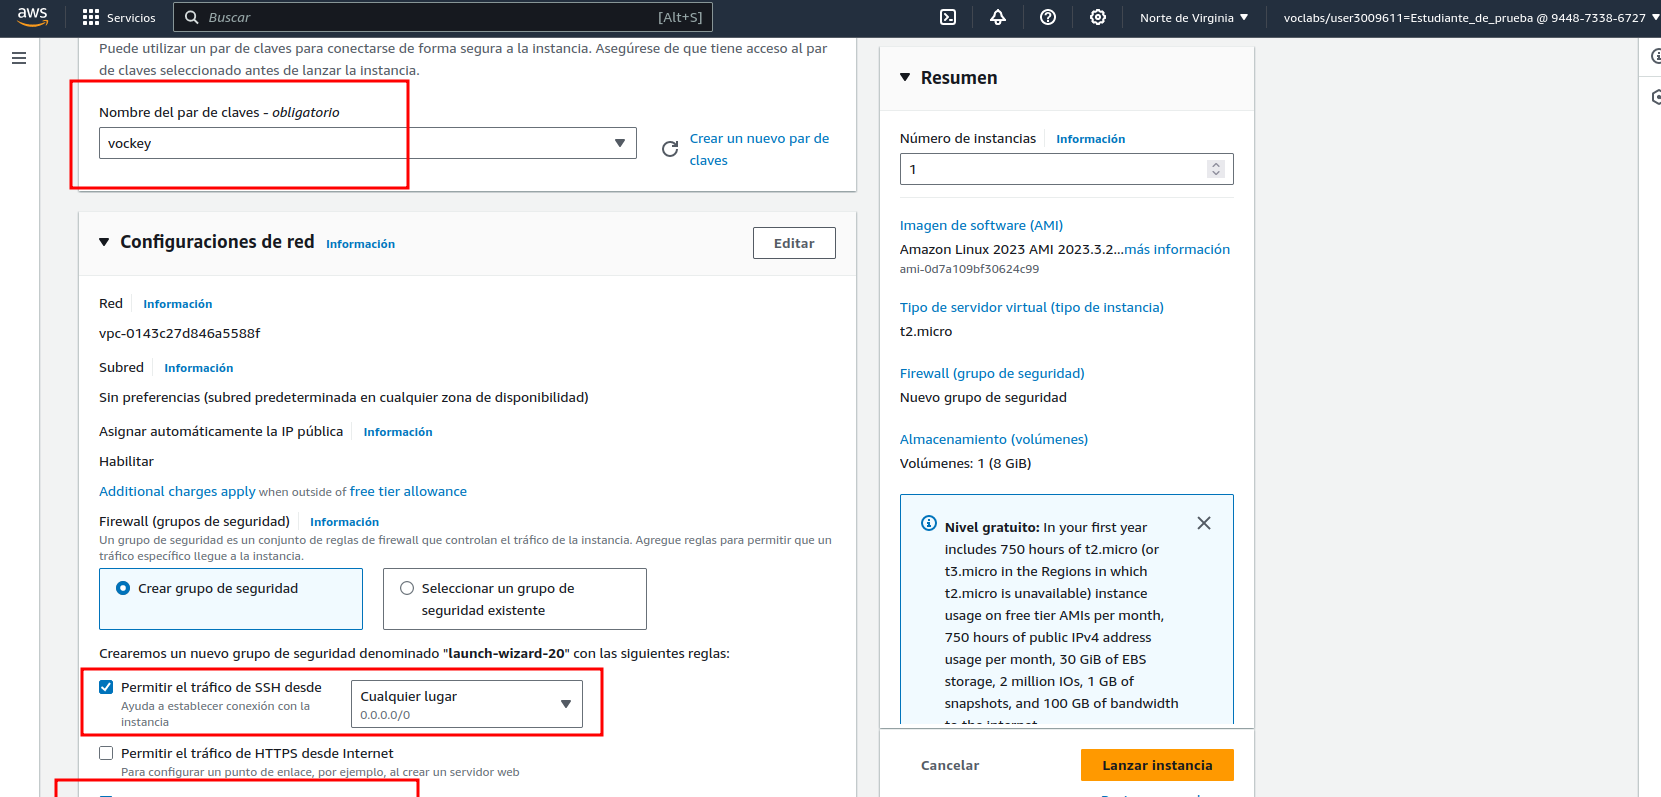 aws
Servicios
Buscar
[Alt+S]
Norte de Virginia
voclabs/user3009611=Estudiante_de_prueba @ 9448-7338-6727
Puede utilizar un par de claves para conectarse de forma segura a la instancia. Asegúrese de que tiene acceso al par
de claves seleccionado antes de lanzar la instancia.
Nombre del par de claves - obligatorio
vockey
Crear un nuevo par de
claves
Configuraciones de red
Información
Editar
Red
Información
vpc-0143c27d846a5588f
Subred
Información
Sin preferencias (subred predeterminada en cualquier zona de disponibilidad)
Asignar automáticamente la IP pública
Información
Habilitar
Additional charges apply when outside of free tier allowance
Firewall (grupos de seguridad)
Información
Un grupo de seguridad es un conjunto de reglas de firewall que controlan el tráfico de la instancia. Agregue reglas para permitir que un
tráfico específico llegue a la instancia.
Crear grupo de seguridad
Seleccionar un grupo de
seguridad existente
Crearemos un nuevo grupo de seguridad denominado "launch-wizard-20" con las siguientes reglas:
Permitir el tráfico de SSH desde
Ayuda a establecer conexión con la
instancia
Cualquier lugar
0.0.0.0/0
Permitir el tráfico de HTTPS desde Internet
Para configurar un punto de enlace, por ejemplo, al crear un servidor web
Resumen
Número de instancias
Información
1
Imagen de software (AMI)
Amazon Linux 2023 AMI 2023.3.2...más información
ami-0d7a109bf30624c99
Tipo de servidor virtual (tipo de instancia)
t2.micro
Firewall (grupo de seguridad)
Nuevo grupo de seguridad
Almacenamiento (volúmenes)
Volúmenes: 1 (8 GiB)
Nivel gratuito: In your first year
includes 750 hours of t2.micro (or
t3.micro in the Regions in which
t2.micro is unavailable) instance
usage on free tier AMIs per month,
750 hours of public IPv4 address
usage per month, 30 GiB of EBS
storage, 2 million IOs, 1 GB of
snapshots, and 100 GB of bandwidth
to the internet.
Cancelar
Lanzar instancia